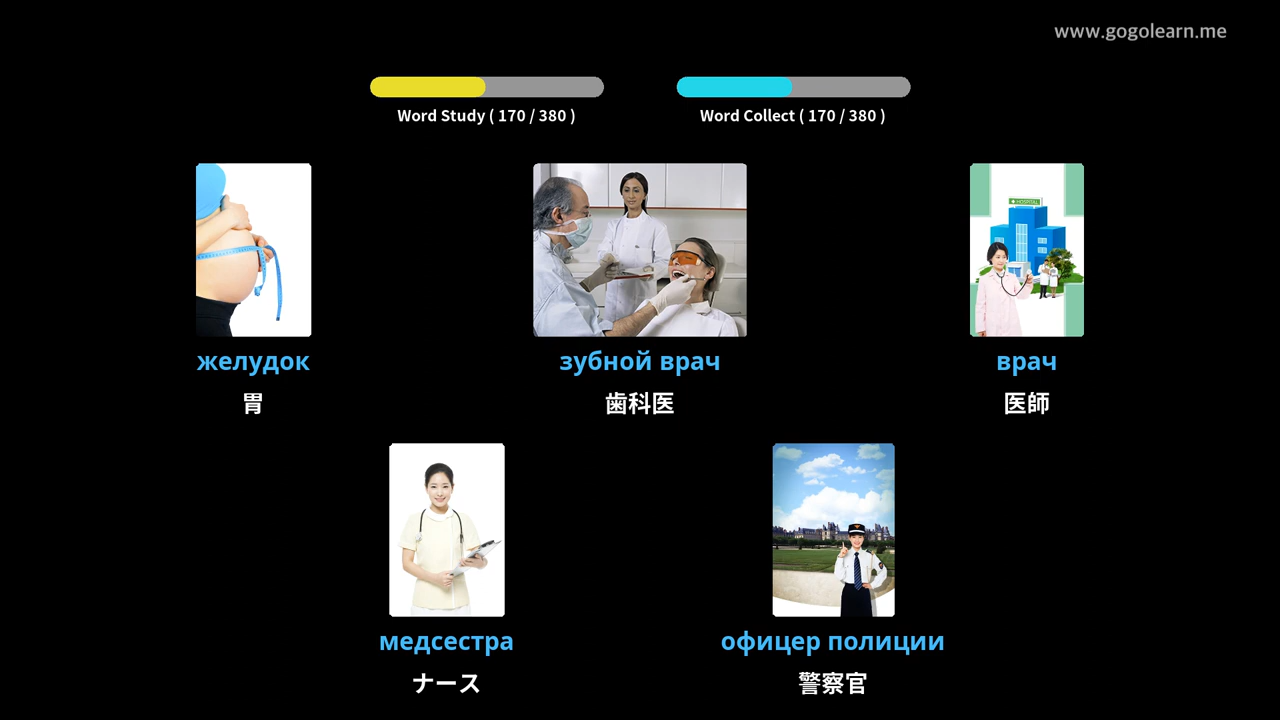 www.gogolearn.me
Word Study ( 170 / 380 )
Word Collect ( 170 / 380 )
HOSPITAL
желудок
зубной врач
врач
胃
歯科医
医師
медсестра
офицер полиции
ナース
警察官